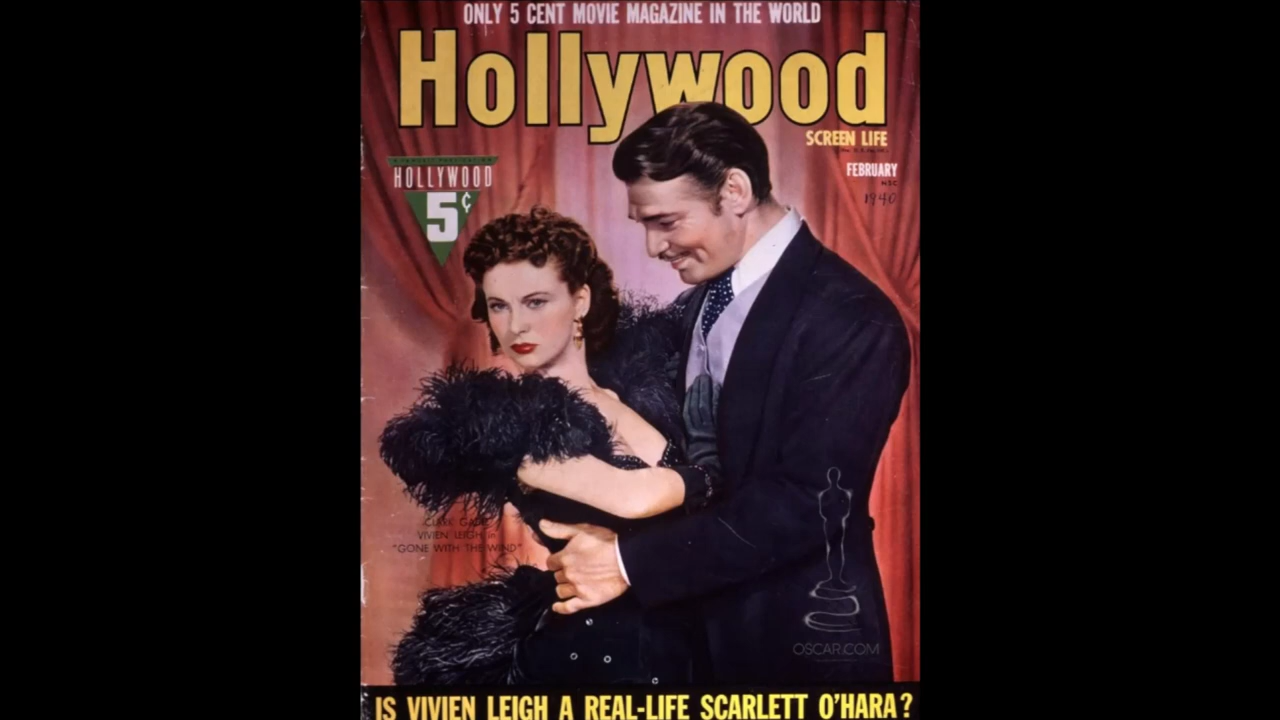 ONLY 5 CENT MOVIE MAGAZINE IN THE WORLD
Hollywood
SCREEN LIFE
FEBRUARY
1940
HOLLYWOOD
5¢
CLARK GABLE
VIVIEN LEIGH in
"GONE WITH THE WIND"
OSCAR.COM
IS VIVIEN LEIGH A REAL-LIFE SCARLETT O'HARA?